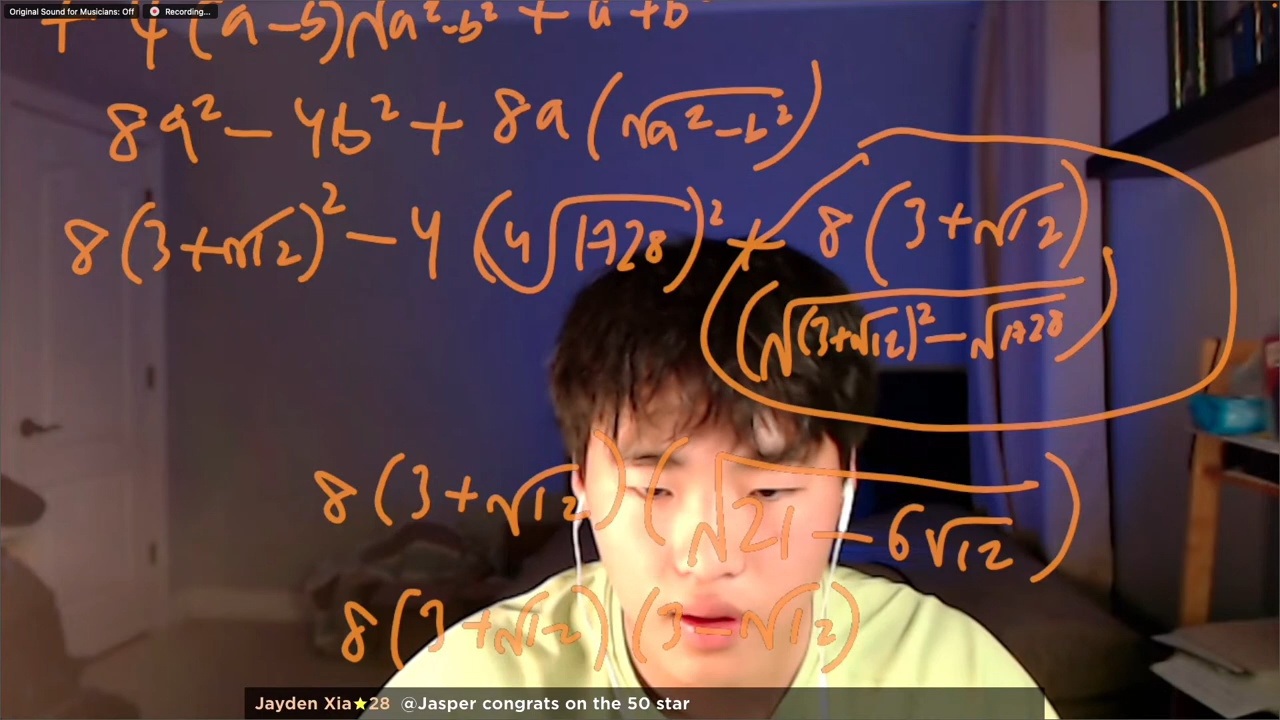 Original Sound for Musicians: Off Recording...
+ 4(a-b)√a²-b² + a²+b²
8a² - 4b² + 8a(√a²-b²)
8(3+√12)² - 4(4√1728)² + 8(3+√12)
(√(3+√12)²-√1728)
8(3+√12)(√21-6√12)
8(3+√12)(3-√12)
Jayden Xia⭐28 @Jasper congrats on the 50 star